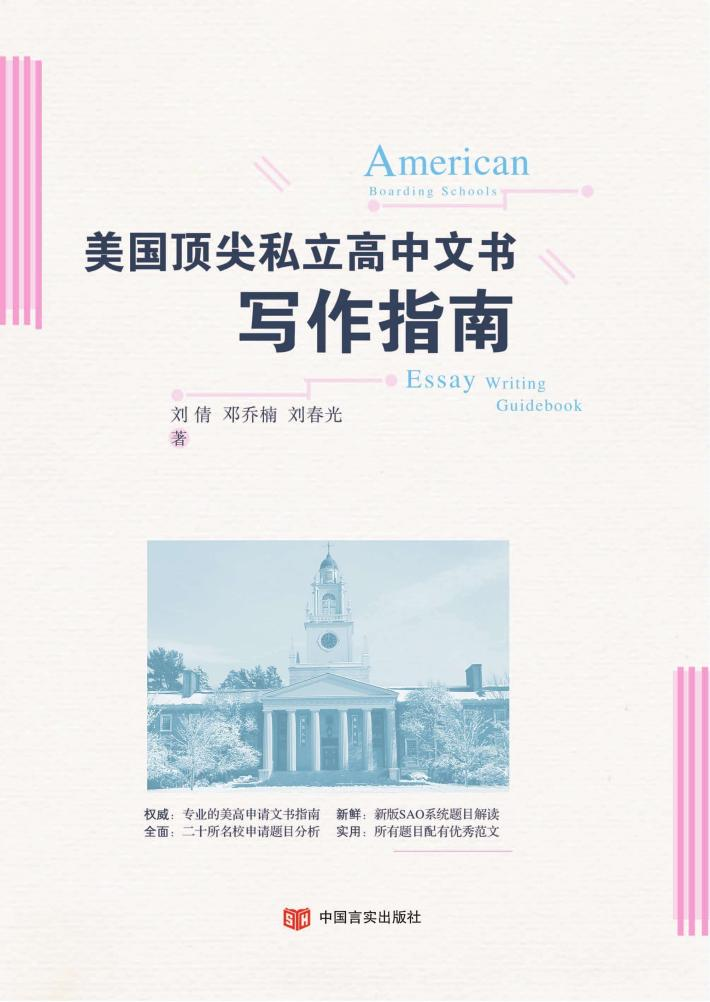 American
Boarding Schools
美国顶尖私立高中文书
写作指南
Essay Writing
Guidebook
刘倩 邓乔楠 刘春光
著
权威：专业的美高申请文书指南 新鲜：新版SAO系统题目解读
全面：二十所名校申请题目分析 实用：所有题目配有优秀范文
中国言实出版社